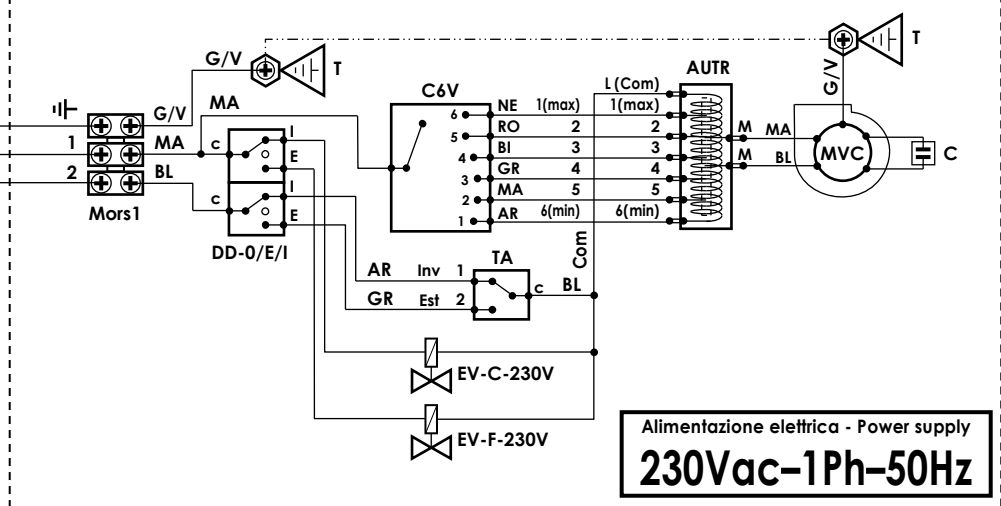 G/V
T
T
AUTR
G/V
MA
C6V
L (Com)
G/V
6
NE
1(max)
1(max)
1
MA
c
I
5
RO
2
2
M
MA
E
4
BI
3
3
MVC
C
2
BL
I
3
GR
4
4
M
BL
c
E
2
MA
5
5
Mors1
1
AR
6(min)
6(min)
DD-0/E/I
Com
TA
AR
Inv
1
c
BL
GR
Est
2
EV-C-230V
EV-F-230V
Alimentazione elettrica - Power supply
230Vac–1Ph–50Hz